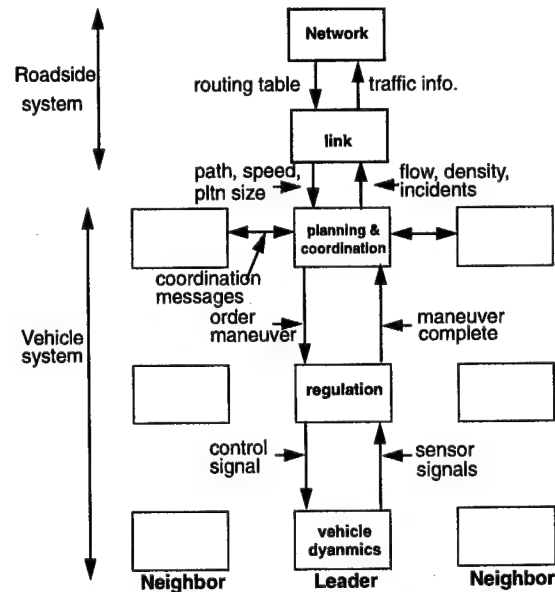 Network
Roadside
system
routing table
traffic info.
link
path, speed,
pltn size
flow, density,
incidents
planning &
coordination
coordination
messages
order
maneuver
maneuver
complete
Vehicle
system
regulation
control
signal
sensor
signals
vehicle
dyanmics
Neighbor
Leader
Neighbor